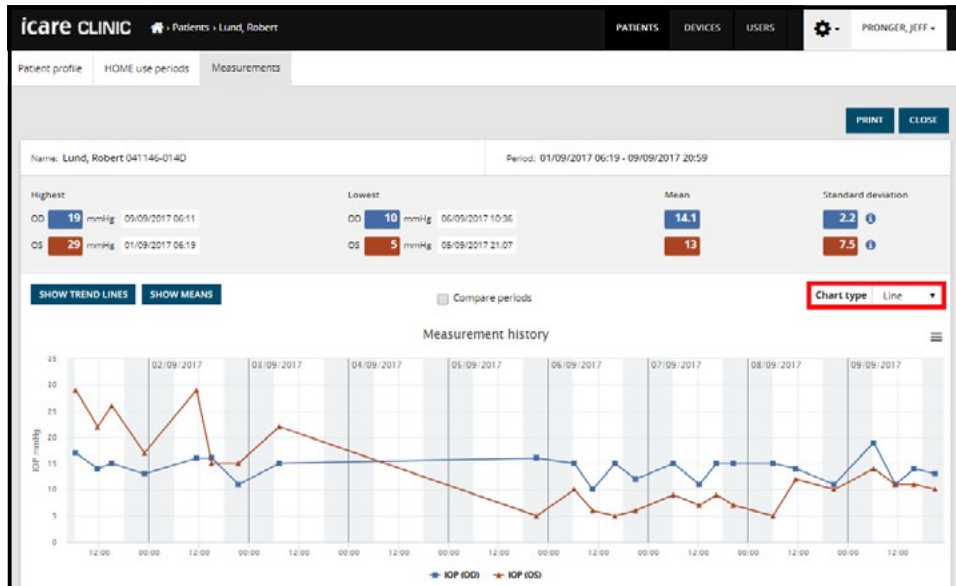 icare CLINIC › Patients › Lund, Robert PATIENTS DEVICES USERS PRONGER, JEFF
Patient profile HOME use periods Measurements
PRINT CLOSE
Name: Lund, Robert 041146-014D Period: 01/09/2017 06:19 - 09/09/2017 20:59
Highest Lowest Mean Standard deviation
OD 19 mmHg 09/09/2017 06:11 OD 10 mmHg 06/09/2017 10:36 14.1 2.2
OS 29 mmHg 01/09/2017 06:19 OS 5 mmHg 05/09/2017 21:07 13 7.5
SHOW TREND LINES SHOW MEANS Compare periods Chart type Line
Measurement history
35 02/09/2017 03/09/2017 04/09/2017 05/09/2017 06/09/2017 07/09/2017 08/09/2017 09/09/2017
30
25
20
IOP mmHg
15
10
5
0
12:00 00:00 12:00 00:00 12:00 00:00 12:00 00:00 12:00 00:00 12:00 00:00 12:00 00:00 12:00 00:00 12:00
IOP (OD) IOP (OS)